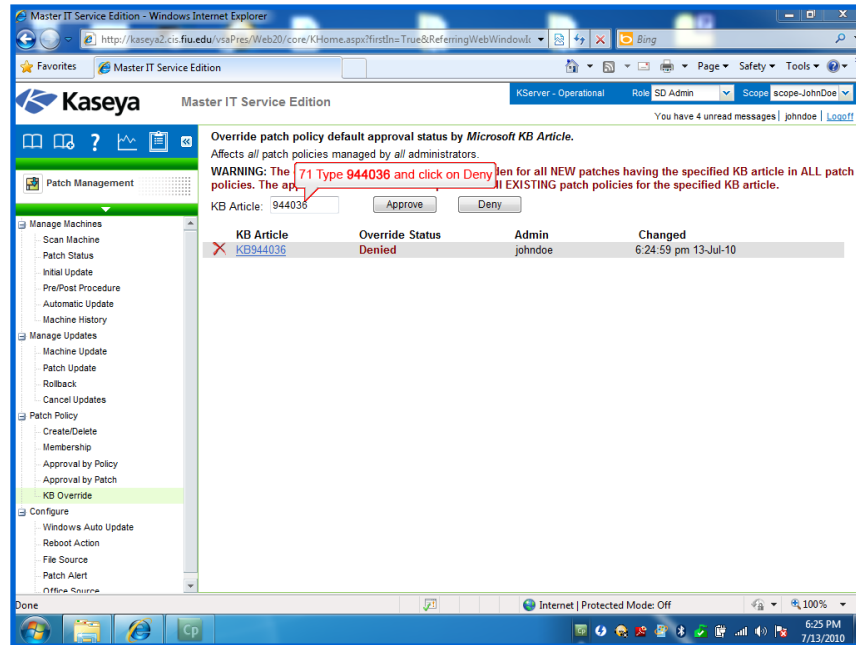 Master IT Service Edition - Windows Internet Explorer
http://kaseya2.cis.fiu.edu/vsaPres/Web20/core/KHome.aspx?firstIn=True&ReferringWebWindowId
Bing
Favorites
Master IT Service Edition
Page
Safety
Tools
Kaseya
Master IT Service Edition
KServer - Operational
Role SD Admin
Scope scope-JohnDoe
You have 4 unread messages | johndoe | Logoff
Patch Management
Manage Machines
Scan Machine
Patch Status
Initial Update
Pre/Post Procedure
Automatic Update
Machine History
Manage Updates
Machine Update
Patch Update
Rollback
Cancel Updates
Patch Policy
Create/Delete
Membership
Approval by Policy
Approval by Patch
KB Override
Configure
Windows Auto Update
Reboot Action
File Source
Patch Alert
Office Source
Override patch policy default approval status by Microsoft KB Article.
Affects all patch policies managed by all administrators.
WARNING: The
71 Type 944036 and click on Deny
den for all NEW patches having the specified KB article in ALL patch
policies. The
ll EXISTING patch policies for the specified KB article.
KB Article: 944036
Approve
Deny
KB Article Override Status Admin Changed
KB944036 Denied johndoe 6:24:59 pm 13-Jul-10
Done
Internet | Protected Mode: Off
100%
Cp
Cp
6:25 PM
7/13/2010